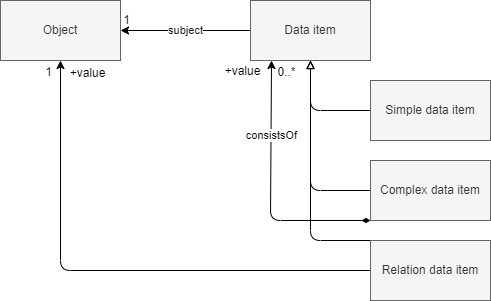 1
Object
subject
Data item
1
+value
+value
0..*
Simple data item
consistsOf
Complex data item
Relation data item